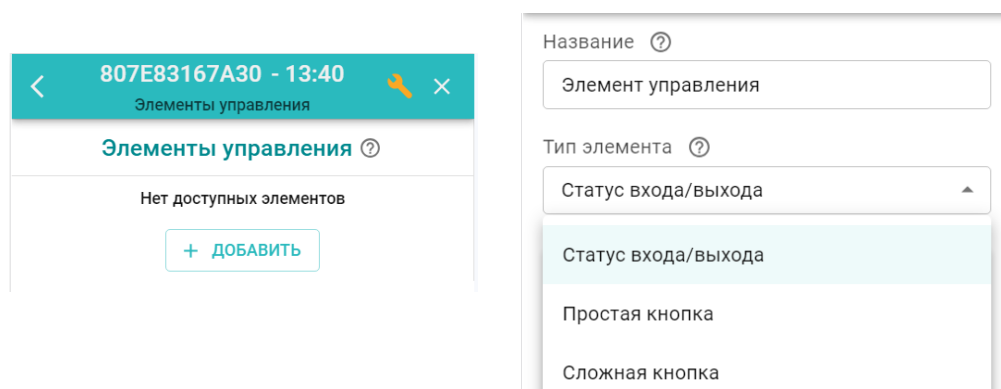 807E83167A30 - 13:40
Элементы управления
Элементы управления
Нет доступных элементов
+ ДОБАВИТЬ
Название
Элемент управления
Тип элемента
Статус входа/выхода
Статус входа/выхода
Простая кнопка
Сложная кнопка